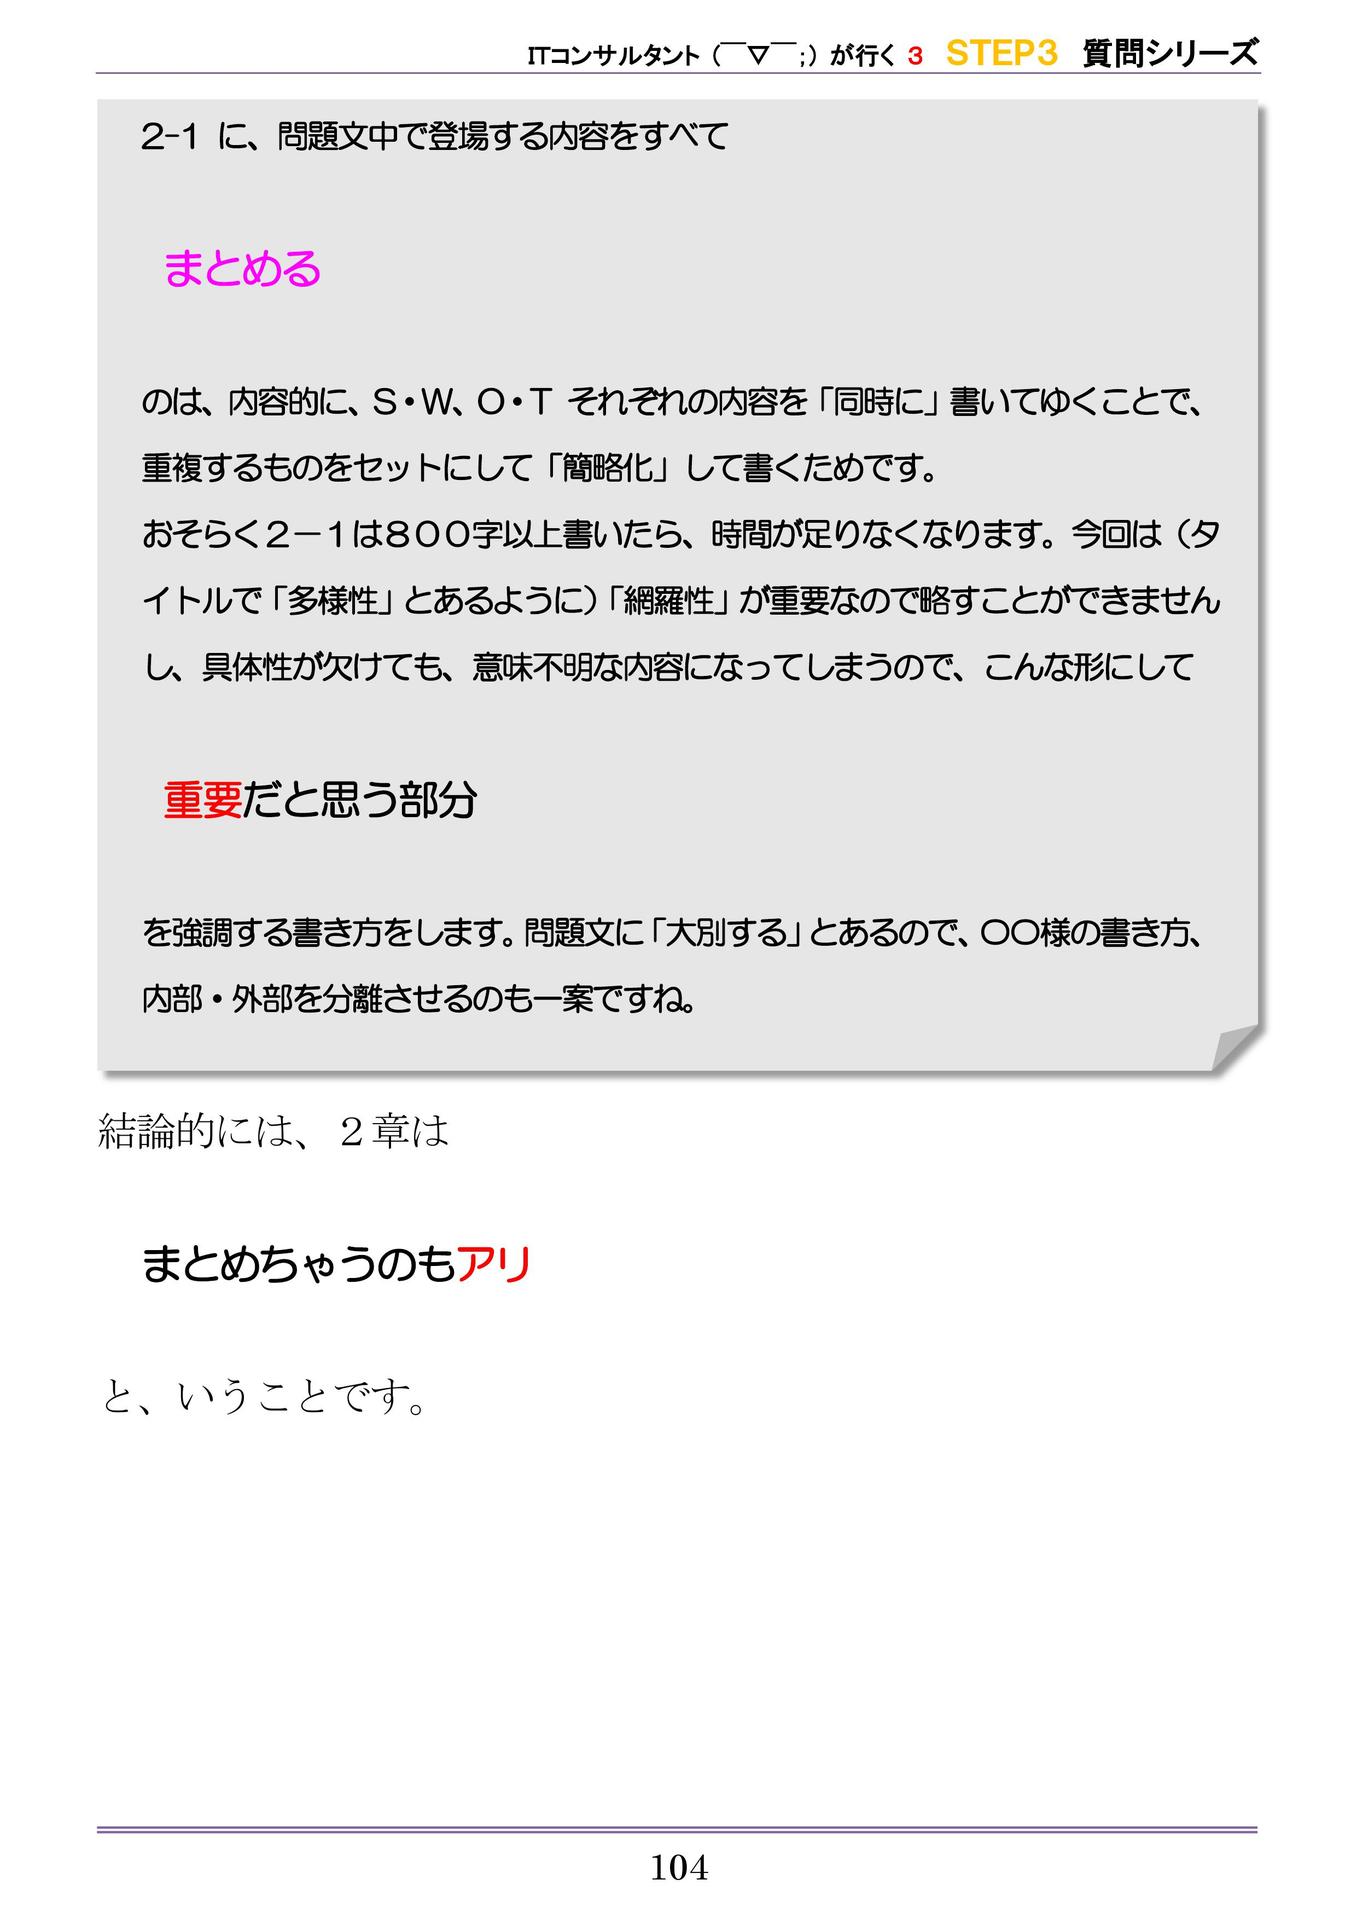 ITコンサルタント（￣▽￣;）が行く 3 STEP3 質問シリーズ
2-1 に、問題文中で登場する内容をすべて
まとめる
のは、内容的に、S・W、O・T それぞれの内容を「同時に」書いてゆくことで、
重複するものをセットにして「簡略化」して書くためです。
おそらく２－１は８００字以上書いたら、時間が足りなくなります。今回は（タ
イトルで「多様性」とあるように）「網羅性」が重要なので略すことができません
し、具体性が欠けても、意味不明な内容になってしまうので、こんな形にして
重要だと思う部分
を強調する書き方をします。問題文に「大別する」とあるので、〇〇様の書き方、
内部・外部を分離させるのも一案ですね。
結論的には、２章は
まとめちゃうのもアリ
と、いうことです。
104